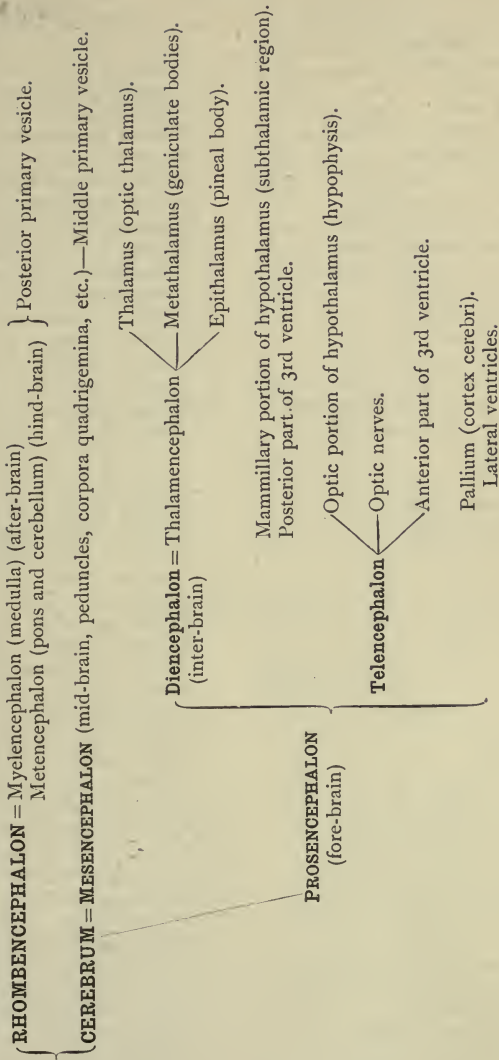 RHOMBENCEPHALON = Myelencephalon (medulla) (after-brain)
Metencephalon (pons and cerebellum) (hind-brain) } Posterior primary vesicle.
CEREBRUM = MESENCEPHALON (mid-brain, peduncles, corpora quadrigemina, etc.)—Middle primary vesicle.
Thalamus (optic thalamus).
Diencephalon = Thalamencephalon — Metathalamus (geniculate bodies).
(inter-brain)
Epithalamus (pineal body).
Mammillary portion of hypothalamus (subthalamic region).
Posterior part of 3rd ventricle.
PROSENCEPHALON
(fore-brain)
Optic portion of hypothalamus (hypophysis).
Telencephalon — Optic nerves.
Anterior part of 3rd ventricle.
Pallium (cortex cerebri).
Lateral ventricles.